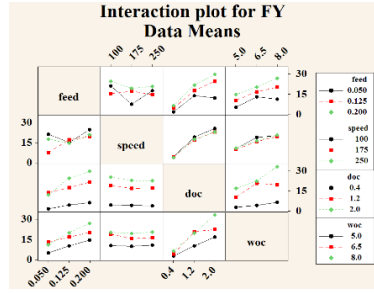 Interaction plot for FY
Data Means
100 175 250 5.0 6.5 8.0
feed 30 15 0
30 15 0 speed
doc 30 15 0
30 15 0 woc
0.050 0.125 0.200 0.4 1.2 2.0
feed
0.050
0.125
0.200
speed
100
175
250
doc
0.4
1.2
2.0
woc
5.0
6.5
8.0